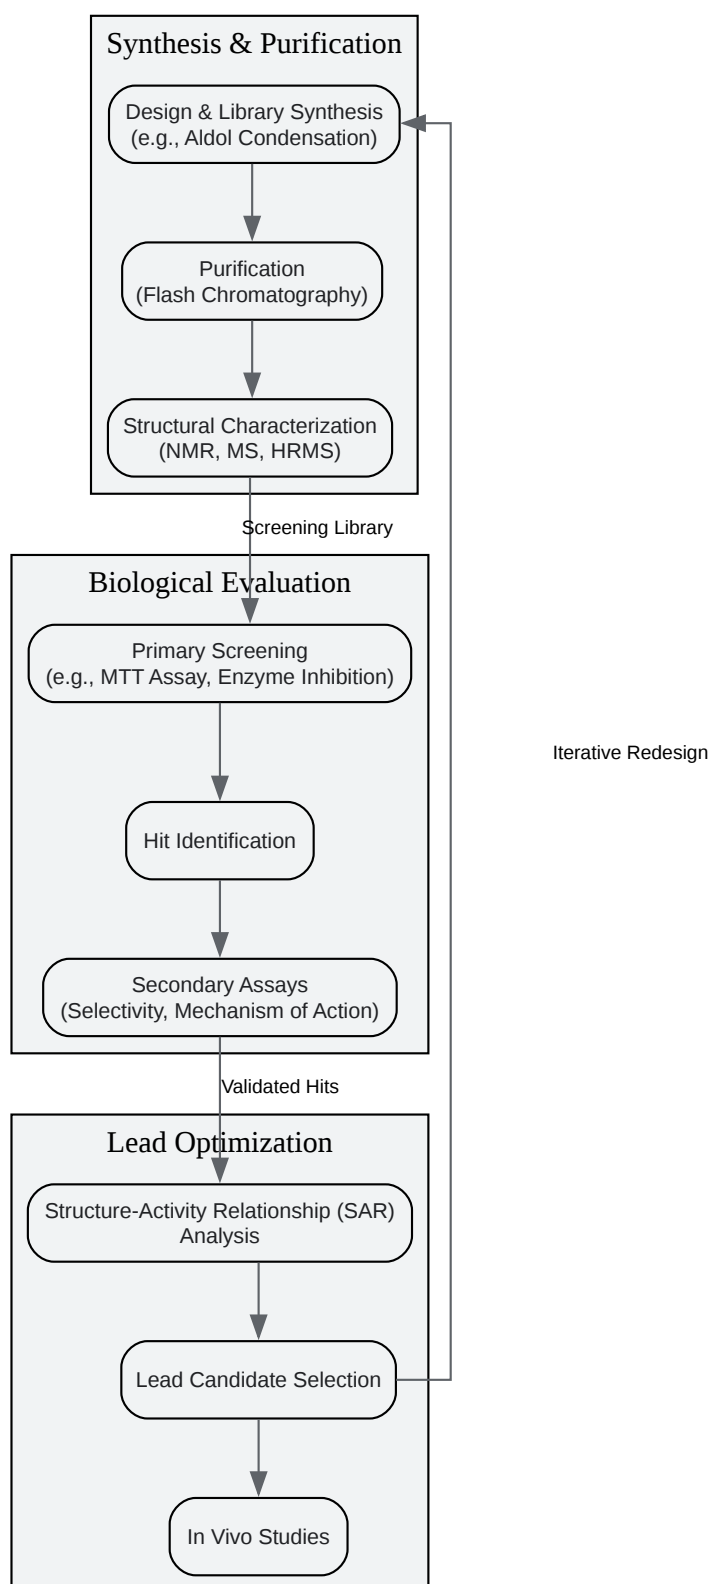 Synthesis & Purification
Design & Library Synthesis
(e.g., Aldol Condensation)
Purification
(Flash Chromatography)
Structural Characterization
(NMR, MS, HRMS)
Screening Library
Biological Evaluation
Primary Screening
(e.g., MTT Assay, Enzyme Inhibition)
Iterative Redesign
Hit Identification
Secondary Assays
(Selectivity, Mechanism of Action)
Validated Hits
Lead Optimization
Structure-Activity Relationship (SAR)
Analysis
Lead Candidate Selection
In Vivo Studies